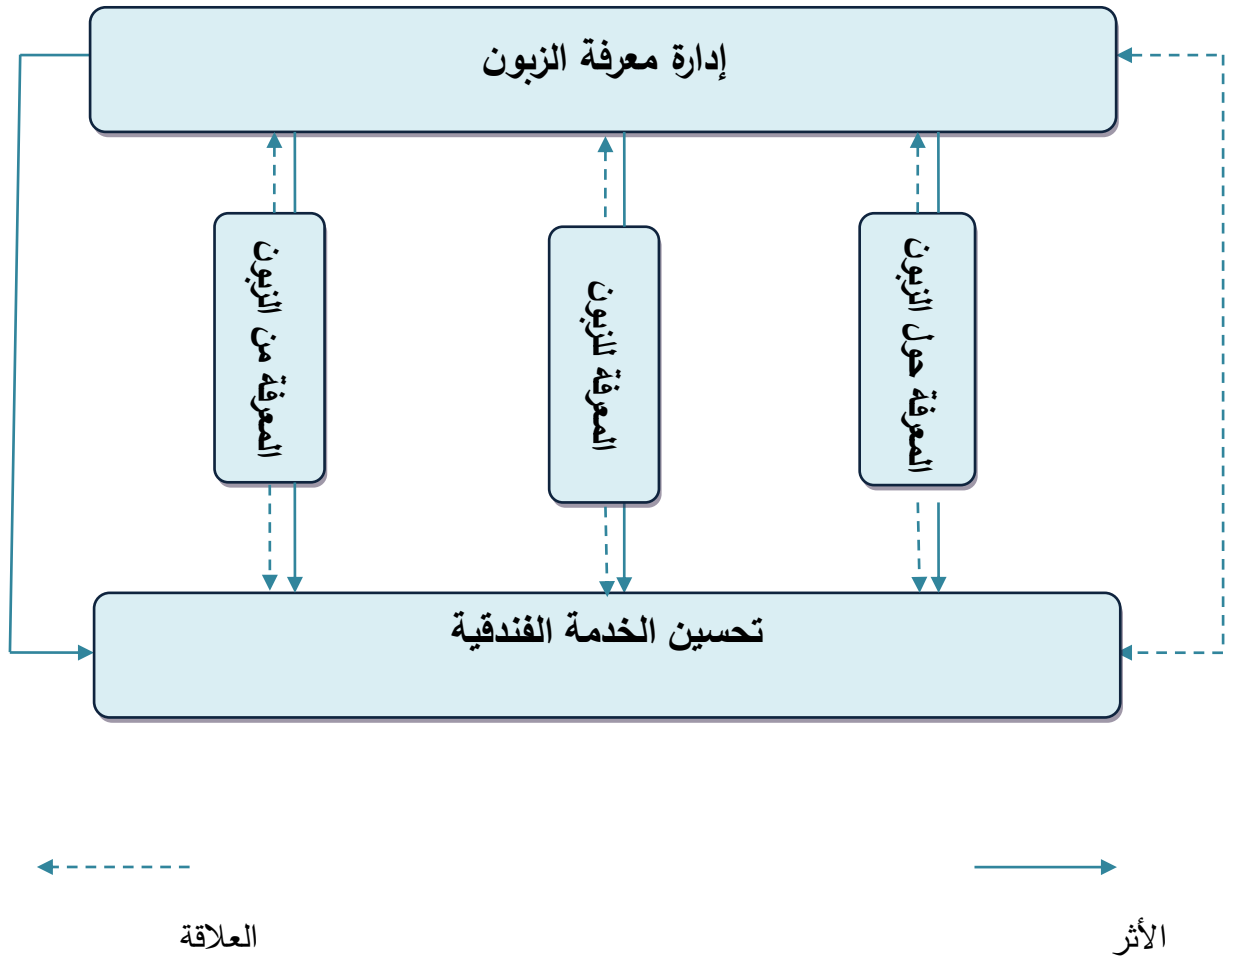 إدارة معرفة الزبون
المعرفة حول الزبون
المعرفة للزبون
المعرفة من الزبون
تحسين الخدمة الفندقية
الأثر
العلاقة